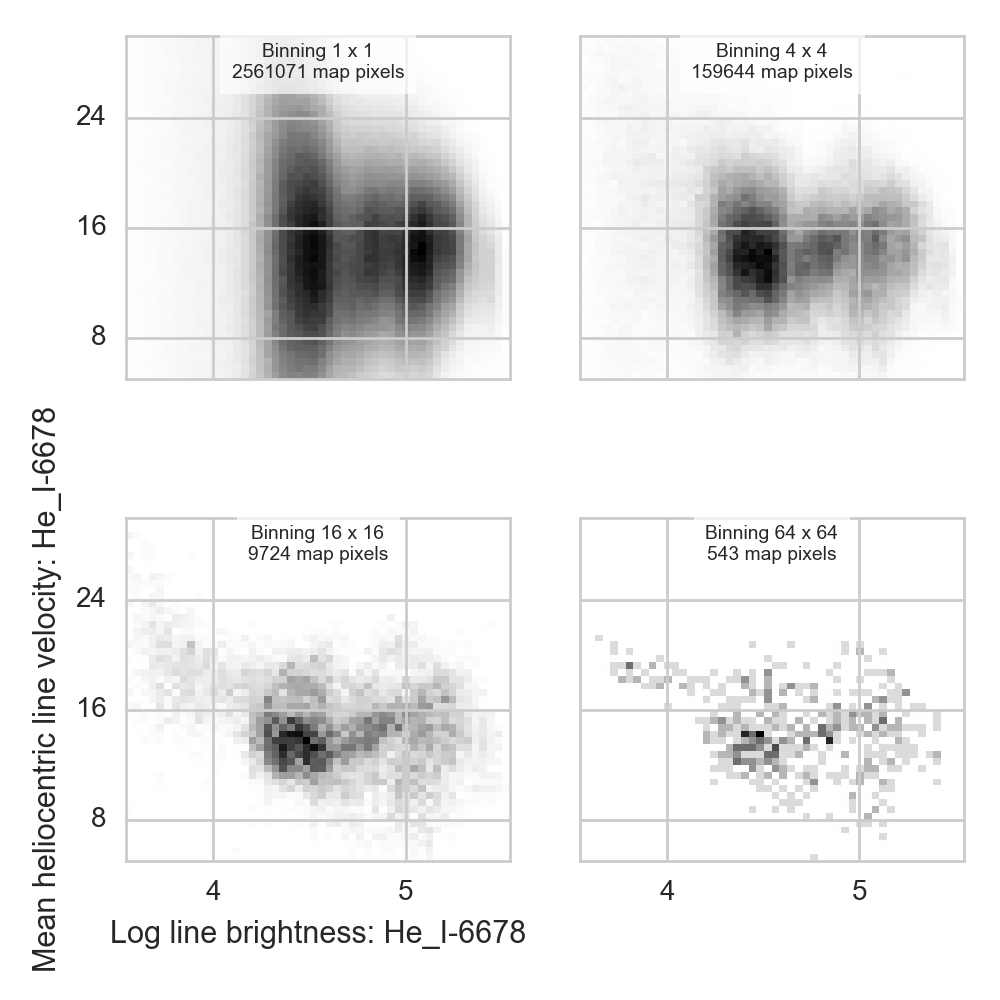 Binning 1 x 1
2561071 map pixels
Binning 4 x 4
159644 map pixels
24
16
8
Mean heliocentric line velocity: He_I-6678
Binning 16 x 16
9724 map pixels
Binning 64 x 64
543 map pixels
24
16
8
4
5
4
5
Log line brightness: He_I-6678